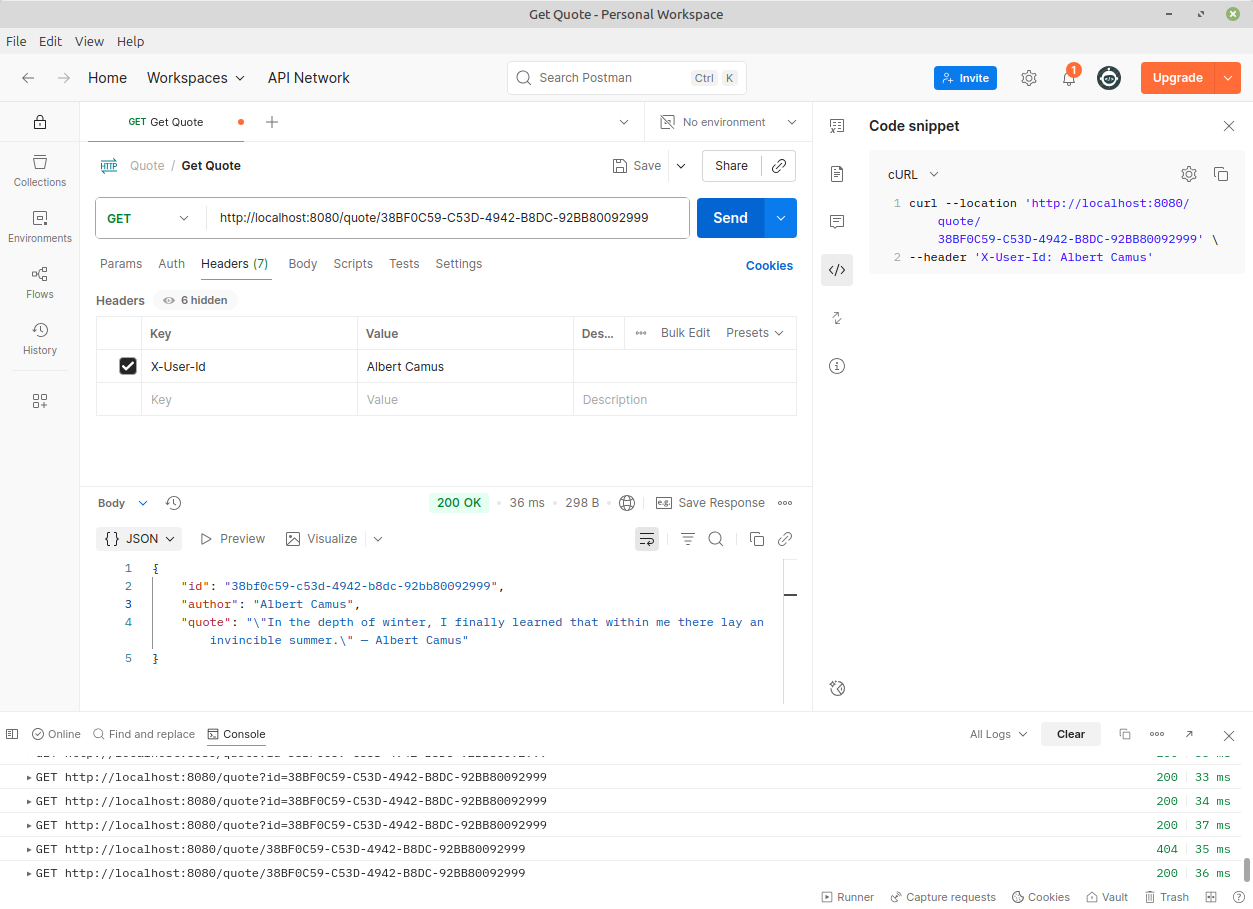 Get Quote - Personal Workspace
File Edit View Help
Home Workspaces API Network Search Postman Ctrl K Invite 1 Upgrade
GET Get Quote No environment
Code snippet
Collections
Environments
Flows
History
HTTP Quote / Get Quote Save Share
GET http://localhost:8080/quote/38BF0C59-C53D-4942-B8DC-92BB80092999 Send
Params Auth Headers (7) Body Scripts Tests Settings Cookies
Headers 6 hidden
Key Value Des... Bulk Edit Presets
X-User-Id Albert Camus
Key Value Description
cURL
1 curl --location 'http://localhost:8080/
quote/
38BF0C59-C53D-4942-B8DC-92BB80092999' \
2 --header 'X-User-Id: Albert Camus'
Body 200 OK 36 ms 298 B e.g. Save Response
{} JSON Preview Visualize
1 {
2 "id": "38bf0c59-c53d-4942-b8dc-92bb80092999",
3 "author": "Albert Camus",
4 "quote": "\"In the depth of winter, I finally learned that within me there lay an
invincible summer.\" — Albert Camus"
5 }
Online Find and replace Console All Logs Clear
GET http://localhost:8080/quote?id=38BF0C59-C53D-4942-B8DC-92BB80092999 200 33 ms
GET http://localhost:8080/quote?id=38BF0C59-C53D-4942-B8DC-92BB80092999 200 34 ms
GET http://localhost:8080/quote?id=38BF0C59-C53D-4942-B8DC-92BB80092999 200 37 ms
GET http://localhost:8080/quote/38BF0C59-C53D-4942-B8DC-92BB80092999 404 35 ms
GET http://localhost:8080/quote/38BF0C59-C53D-4942-B8DC-92BB80092999 200 36 ms
Runner Capture requests Cookies Vault Trash